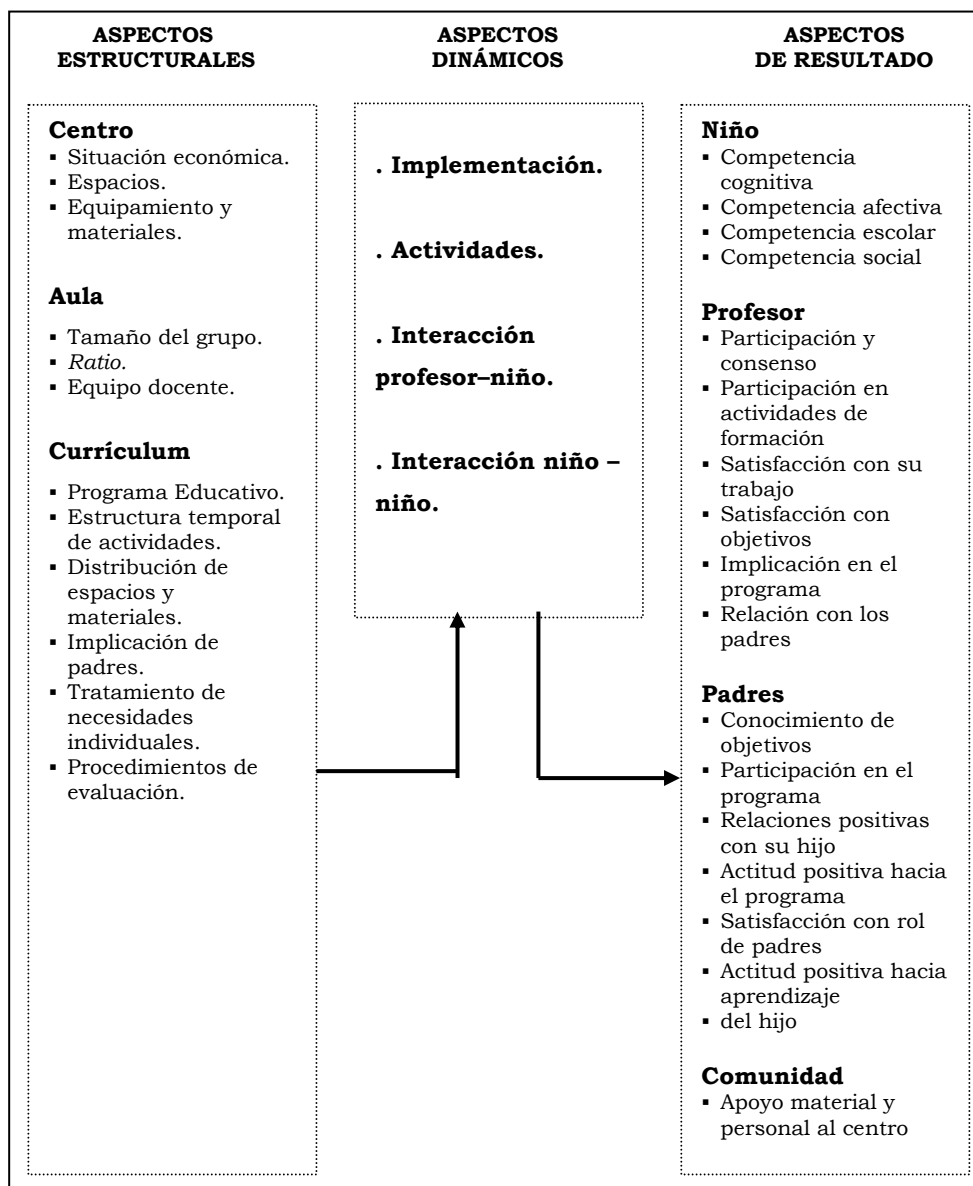 ASPECTOS
ESTRUCTURALES
Centro
▪ Situación económica.
▪ Espacios.
▪ Equipamiento y
materiales.
Aula
▪ Tamaño del grupo.
▪ Ratio.
▪ Equipo docente.
Currículum
▪ Programa Educativo.
▪ Estructura temporal
de actividades.
▪ Distribución de
espacios y
materiales.
▪ Implicación de
padres.
▪ Tratamiento de
necesidades
individuales.
▪ Procedimientos de
evaluación.
ASPECTOS
DINÁMICOS
. Implementación.
. Actividades.
. Interacción
profesor–niño.
. Interacción niño –
niño.
ASPECTOS
DE RESULTADO
Niño
▪ Competencia
cognitiva
▪ Competencia afectiva
▪ Competencia escolar
▪ Competencia social
Profesor
▪ Participación y
consenso
▪ Participación en
actividades de
formación
▪ Satisfacción con su
trabajo
▪ Satisfacción con
objetivos
▪ Implicación en el
programa
▪ Relación con los
padres
Padres
▪ Conocimiento de
objetivos
▪ Participación en el
programa
▪ Relaciones positivas
con su hijo
▪ Actitud positiva hacia
el programa
▪ Satisfacción con rol
de padres
▪ Actitud positiva hacia
aprendizaje
▪ del hijo
Comunidad
▪ Apoyo material y
personal al centro